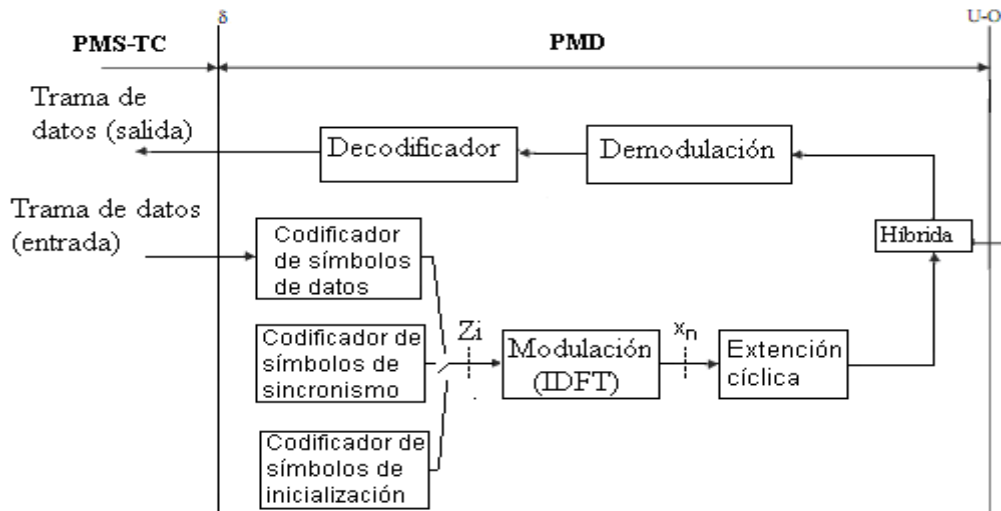 δ
U-O
PMS-TC
PMD
Trama de
datos (salida)
Decodificador
Demodulación
Trama de datos
(entrada)
Codificador
de símbolos
de datos
Híbrida
Codificador de
símbolos de
sincronismo
Zi
Modulación
(IDFT)
xn
Extención
cíclica
Codificador de
símbolos de
inicialización